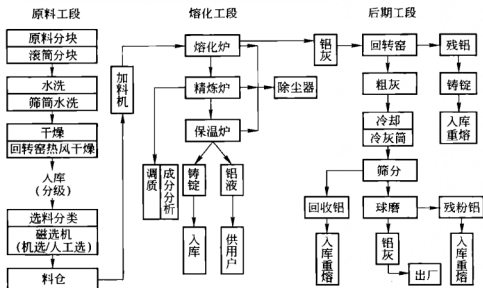 原料工段
熔化工段
后期工段
原料分块
滚筒分块
水洗
筛筒水洗
干燥
回转窑热风干燥
入库
(分级)
选料分类
磁选机
(机选/人工选)
料仓
加料机
熔化炉
精炼炉
保温炉
除尘器
调质
成分分析
铸锭
铝液
入库
供用户
铝灰
回转窑
残铝
粗灰
铸锭
冷却
冷灰筒
入库重熔
筛分
回收铝
球磨
残粉铝
入库重熔
铝灰
出厂
入库重熔